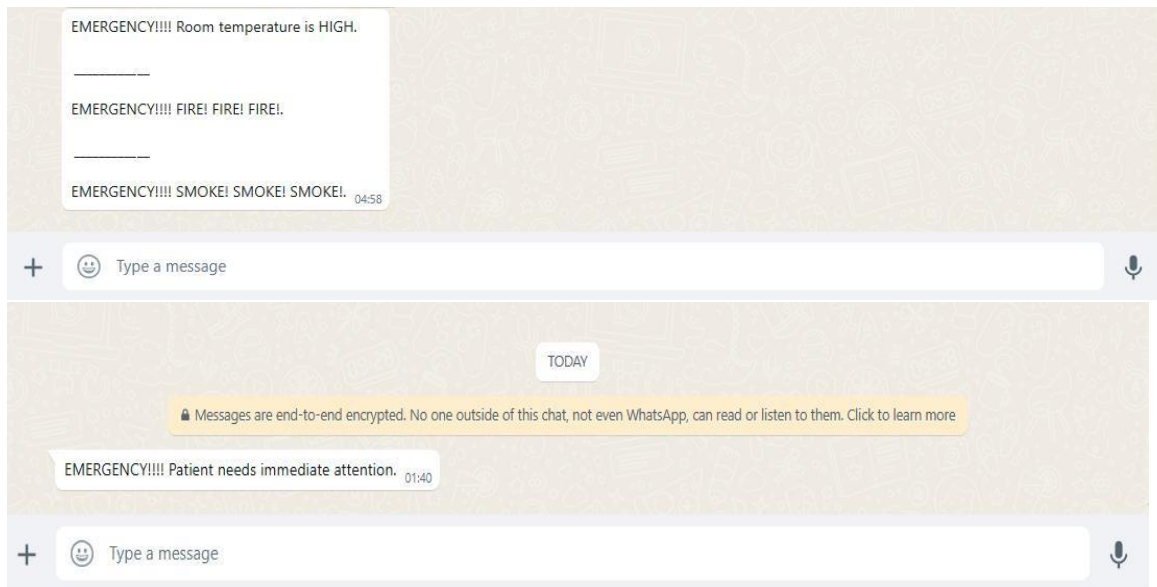 EMERGENCY!!!! Room temperature is HIGH.
____________
EMERGENCY!!!! FIRE! FIRE! FIRE!.
____________
EMERGENCY!!!! SMOKE! SMOKE! SMOKE!. 04:58
Type a message
TODAY
Messages are end-to-end encrypted. No one outside of this chat, not even WhatsApp, can read or listen to them. Click to learn more
EMERGENCY!!!! Patient needs immediate attention. 01:40
Type a message